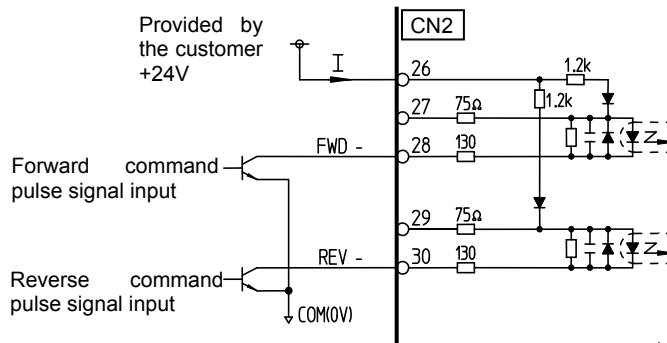 Provided by
the customer
+24V
CN2
I
26
1.2k
1.2k
27
75Ω
FWD -
28
130
Forward command
pulse signal input
29
75Ω
REV -
30
130
Reverse command
pulse signal input
COM(0V)